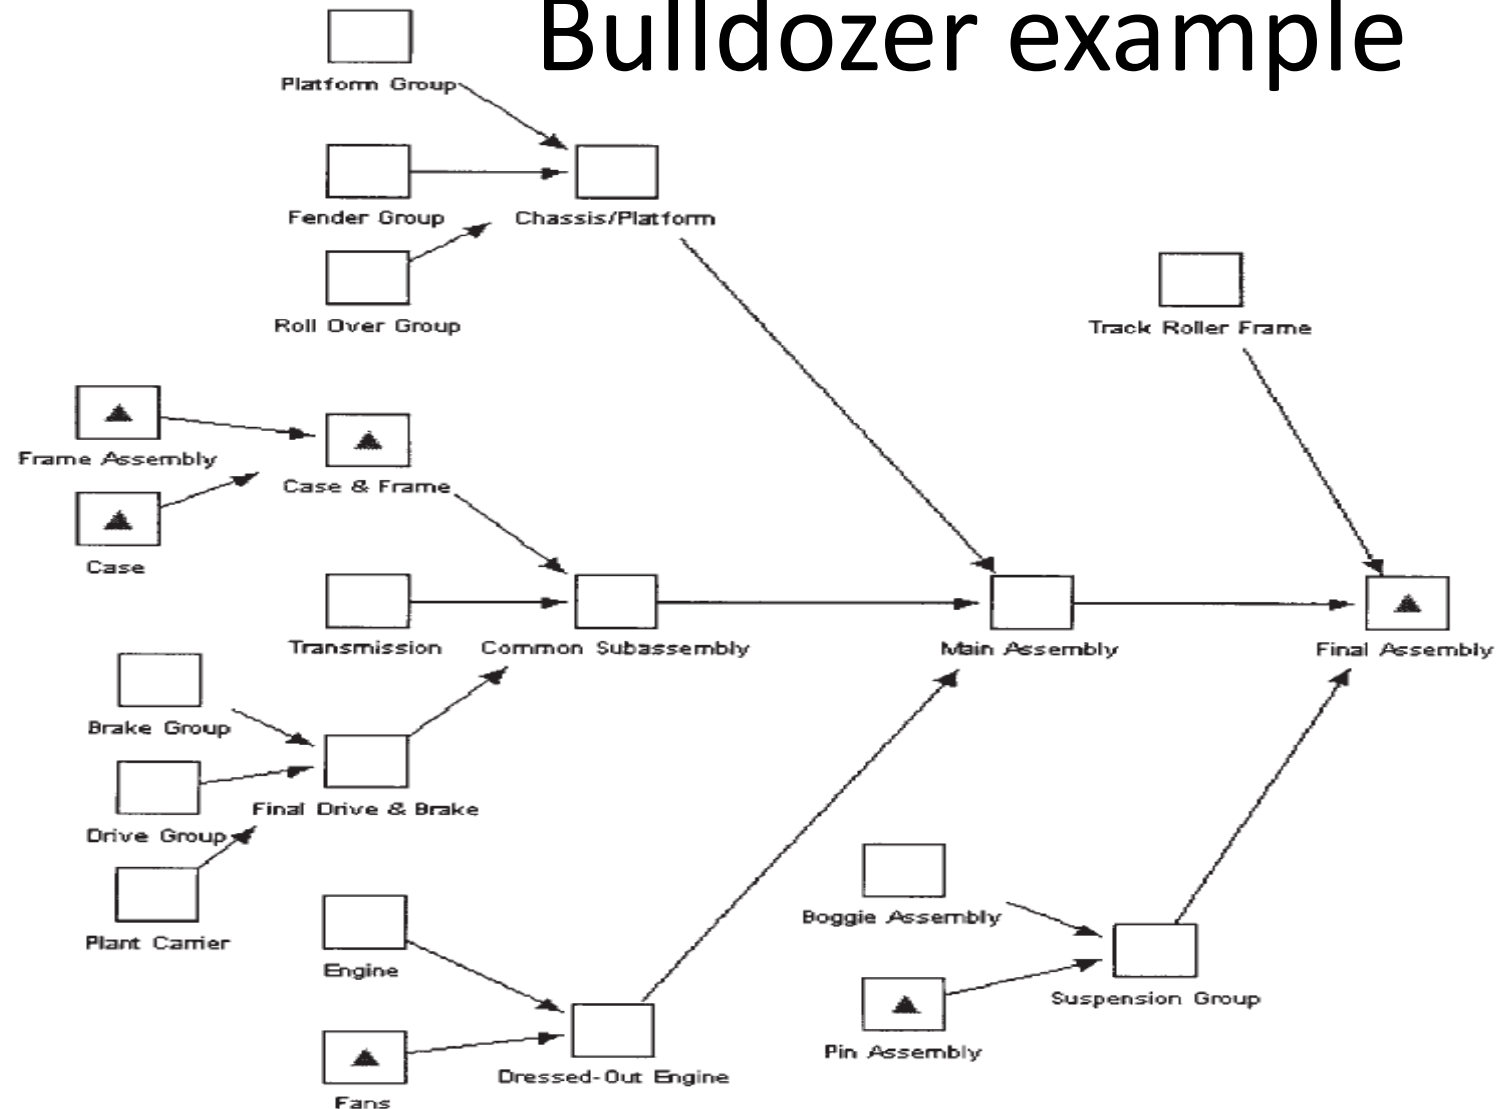 Bulldozer example
Platform Group
Fender Group
Chassis/Platform
Roll Over Group
Track Roller Frame
Frame Assembly
Case & Frame
Case
Transmission
Common Subassembly
Main Assembly
Final Assembly
Brake Group
Final Drive & Brake
Drive Group
Plant Carrier
Boggie Assembly
Engine
Suspension Group
Pin Assembly
Dressed-Out Engine
Fans